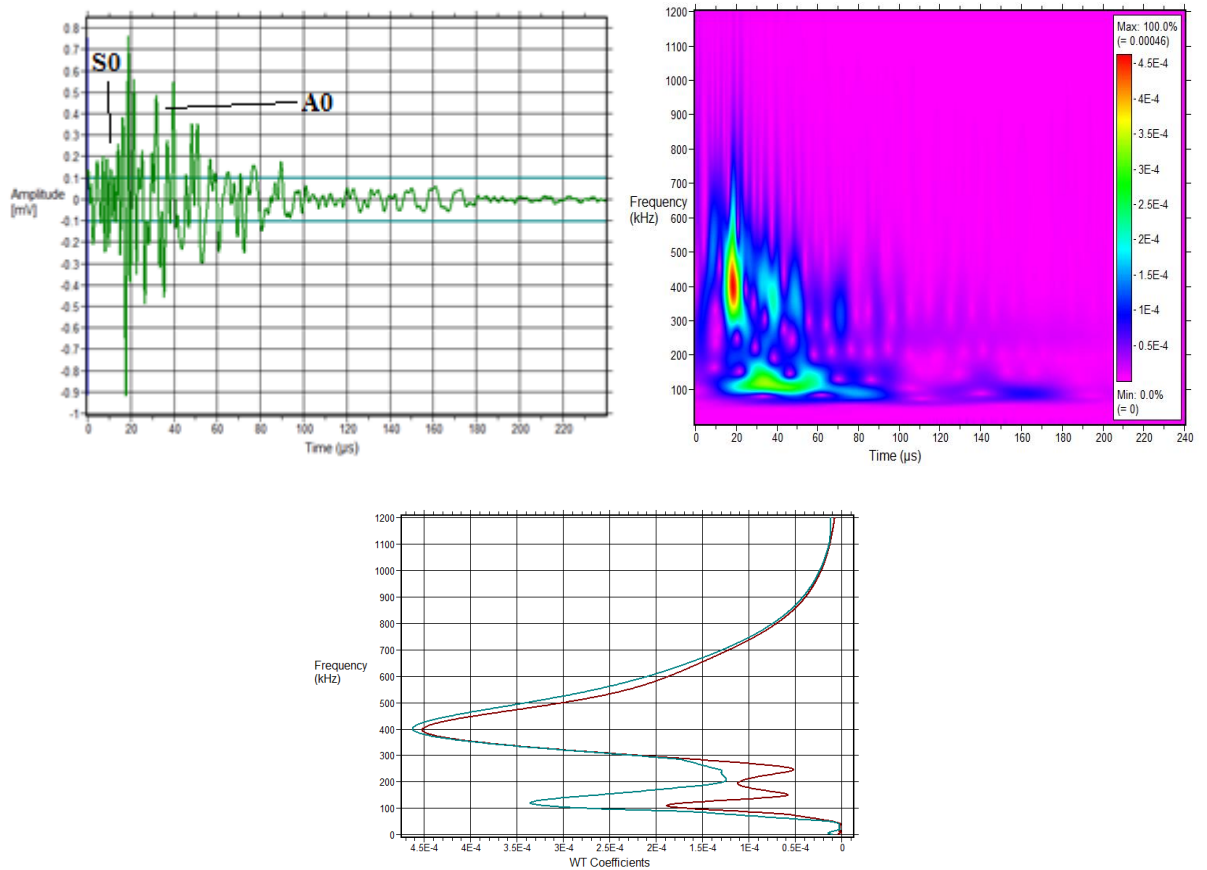 0.8
0.7
0.6
0.5
0.4
0.3
0.2
0.1
Amplitude
[mV]
-0.1
-0.2
-0.3
-0.4
-0.5
-0.6
-0.7
-0.8
-0.9
-1
S0
A0
0 20 40 60 80 100 120 140 160 180 200 220
Time (µs)
1200
1100
1000
900
800
700
Frequency
(kHz)
600
500
400
300
200
100
Max: 100.0%
(= 0.00046)
4.5E-4
4E-4
3.5E-4
3E-4
2.5E-4
2E-4
1.5E-4
1E-4
0.5E-4
Min: 0.0%
(= 0)
0 20 40 60 80 100 120 140 160 180 200 220 240
Time (µs)
1200
1100
1000
900
800
700
Frequency
(kHz)
600
500
400
300
200
100
0
4.5E-4 4E-4 3.5E-4 3E-4 2.5E-4 2E-4 1.5E-4 1E-4 0.5E-4 0
WT Coefficients